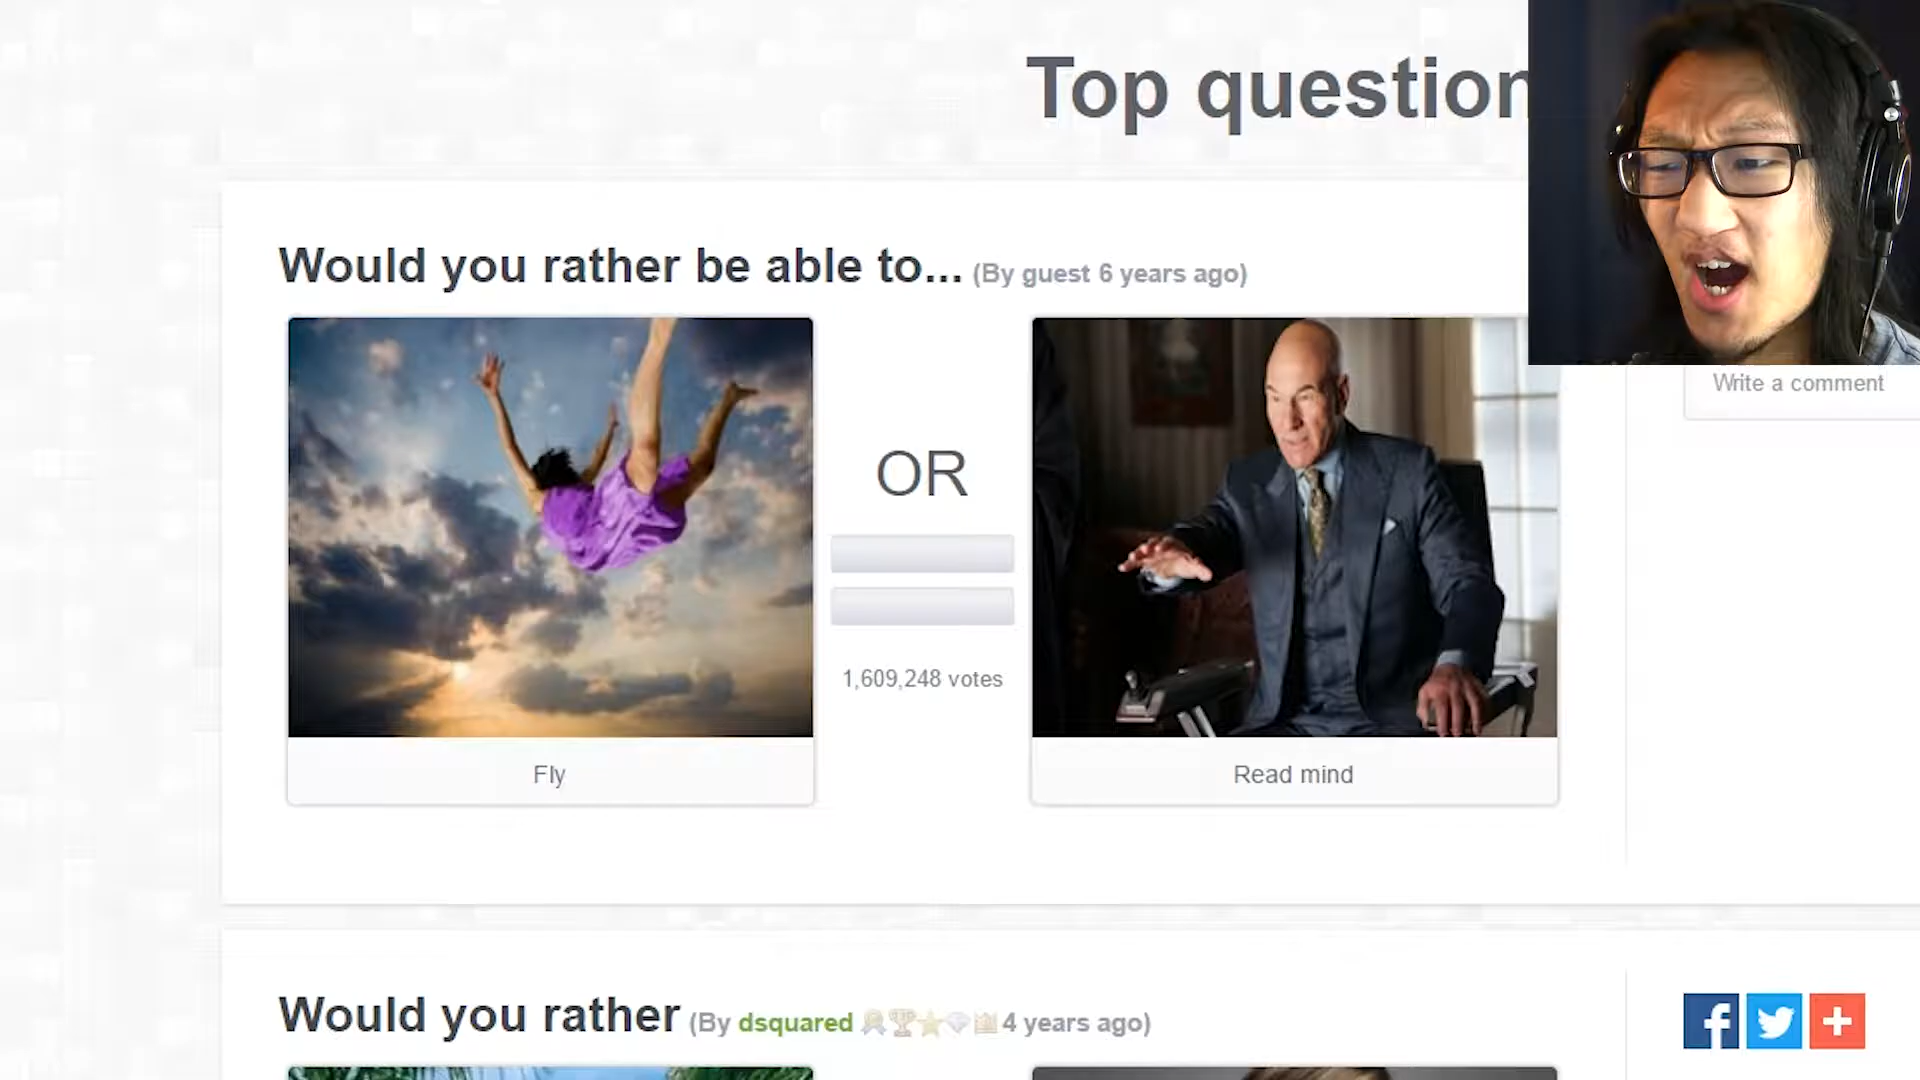 Top question
Would you rather be able to... (By guest 6 years ago)
OR
1,609,248 votes
Fly
Read mind
Write a comment
Would you rather (By dsquared 4 years ago)